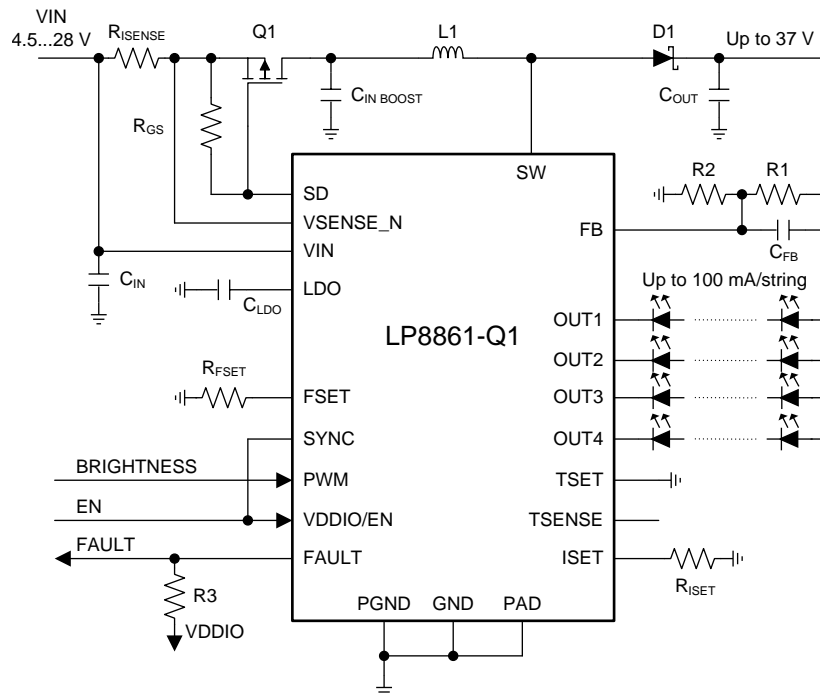 VIN
4.5...28 V
RISENSE
Q1
L1
D1
Up to 37 V
CIN BOOST
COUT
RGS
SW
R2
R1
SD
VSENSE_N
FB
VIN
CIN
CFB
LDO
CLDO
Up to 100 mA/string
LP8861-Q1
OUT1
OUT2
RFSET
FSET
OUT3
SYNC
OUT4
BRIGHTNESS
PWM
TSET
EN
VDDIO/EN
TSENSE
FAULT
FAULT
ISET
R3
RISET
VDDIO
PGND
GND
PAD